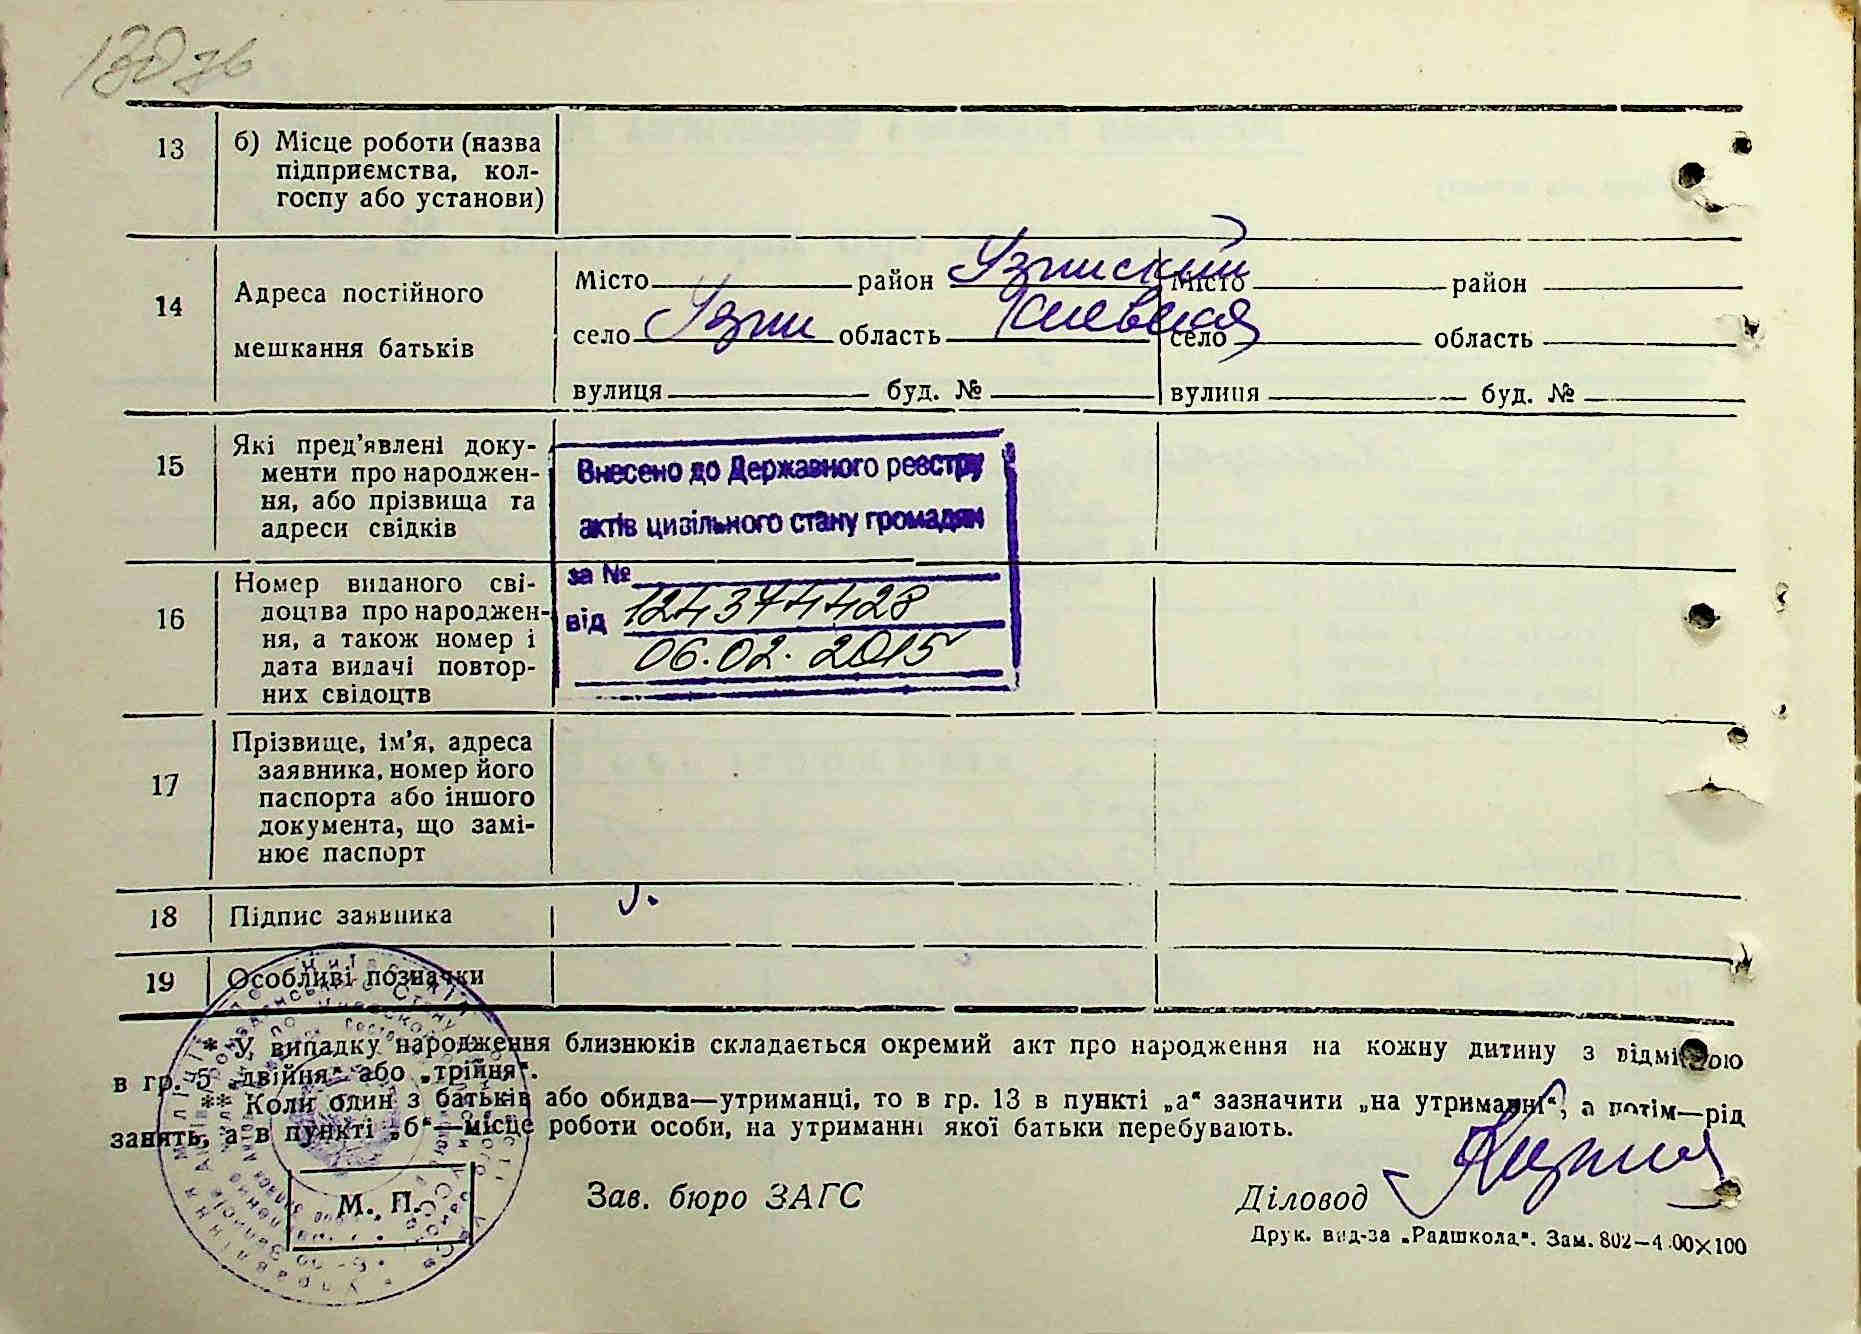 13 б) Місце роботи (назва
підприємства, кол-
госпу або установи)
14 Адреса постійного
мешкання батьків
Місто район Узинский Місто район
село Узин область Киевская село область
вулиця буд. № вулиця буд. №
15 Які пред'явлені доку-
менти про народжен-
ня, або прізвища та
адреси свідків
Внесено до Державного реєстру
актів цивільного стану громадян
за №
від 124374428
06.02.2015
16 Номер виданого сві-
доцтва про народжен-
ня, а також номер і
дата видачі повтор-
них свідоцтв
17 Прізвище, ім'я, адреса
заявника, номер його
паспорта або іншого
документа, що замі-
нює паспорт
18 Підпис заявника
19 Особливі позначки
* У випадку народження близнюків складається окремий акт про народження на кожну дитину з відміткою
в гр. 5 „двійня“ або „трійня“.
** Коли один з батьків або обидва—утриманці, то в гр. 13 в пункті „а“ зазначити „на утриманні“, а потім—рід
занять, а в пункті „б“—місце роботи особи, на утриманні якої батьки перебувають.
М. П. Зав. бюро ЗАГС Діловод
Друк. вид-за „Радшкола“. Зам. 802—4.00×100